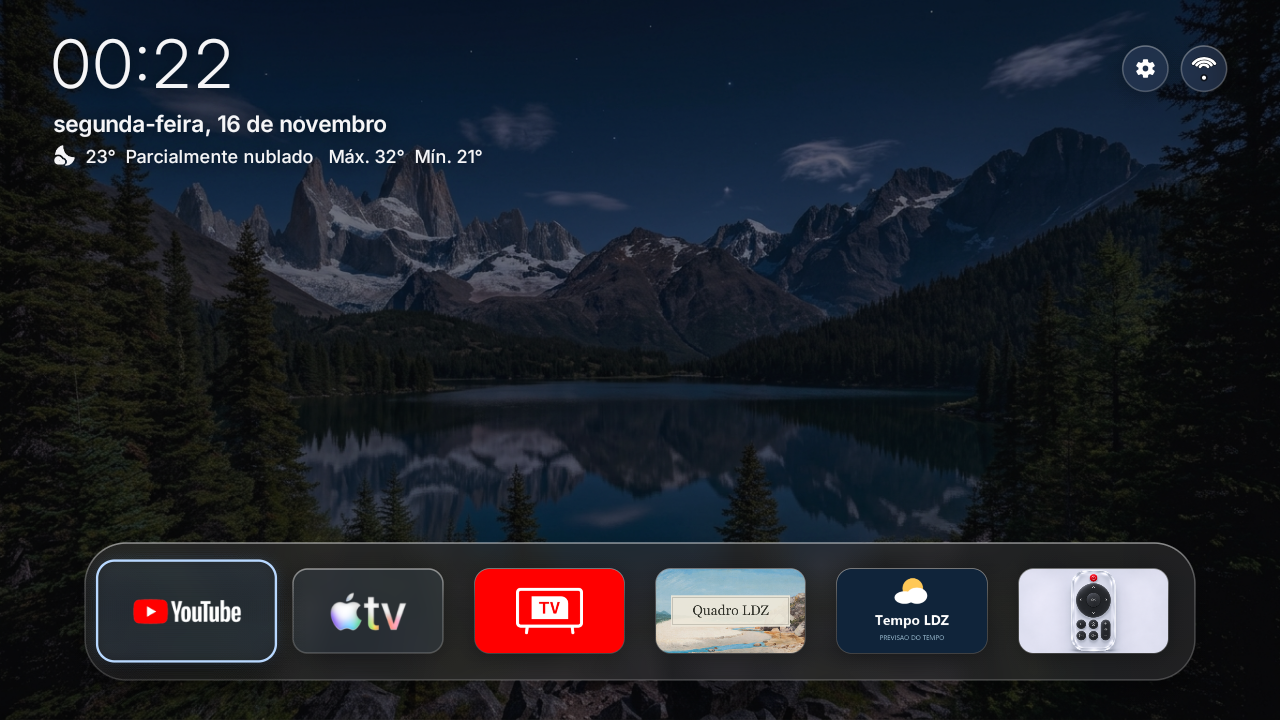 00:22
segunda-feira, 16 de novembro
23° Parcialmente nublado Máx. 32° Mín. 21°
YouTube
tv
TV
Quadro LDZ
Tempo LDZ
PREVISAO DO TEMPO